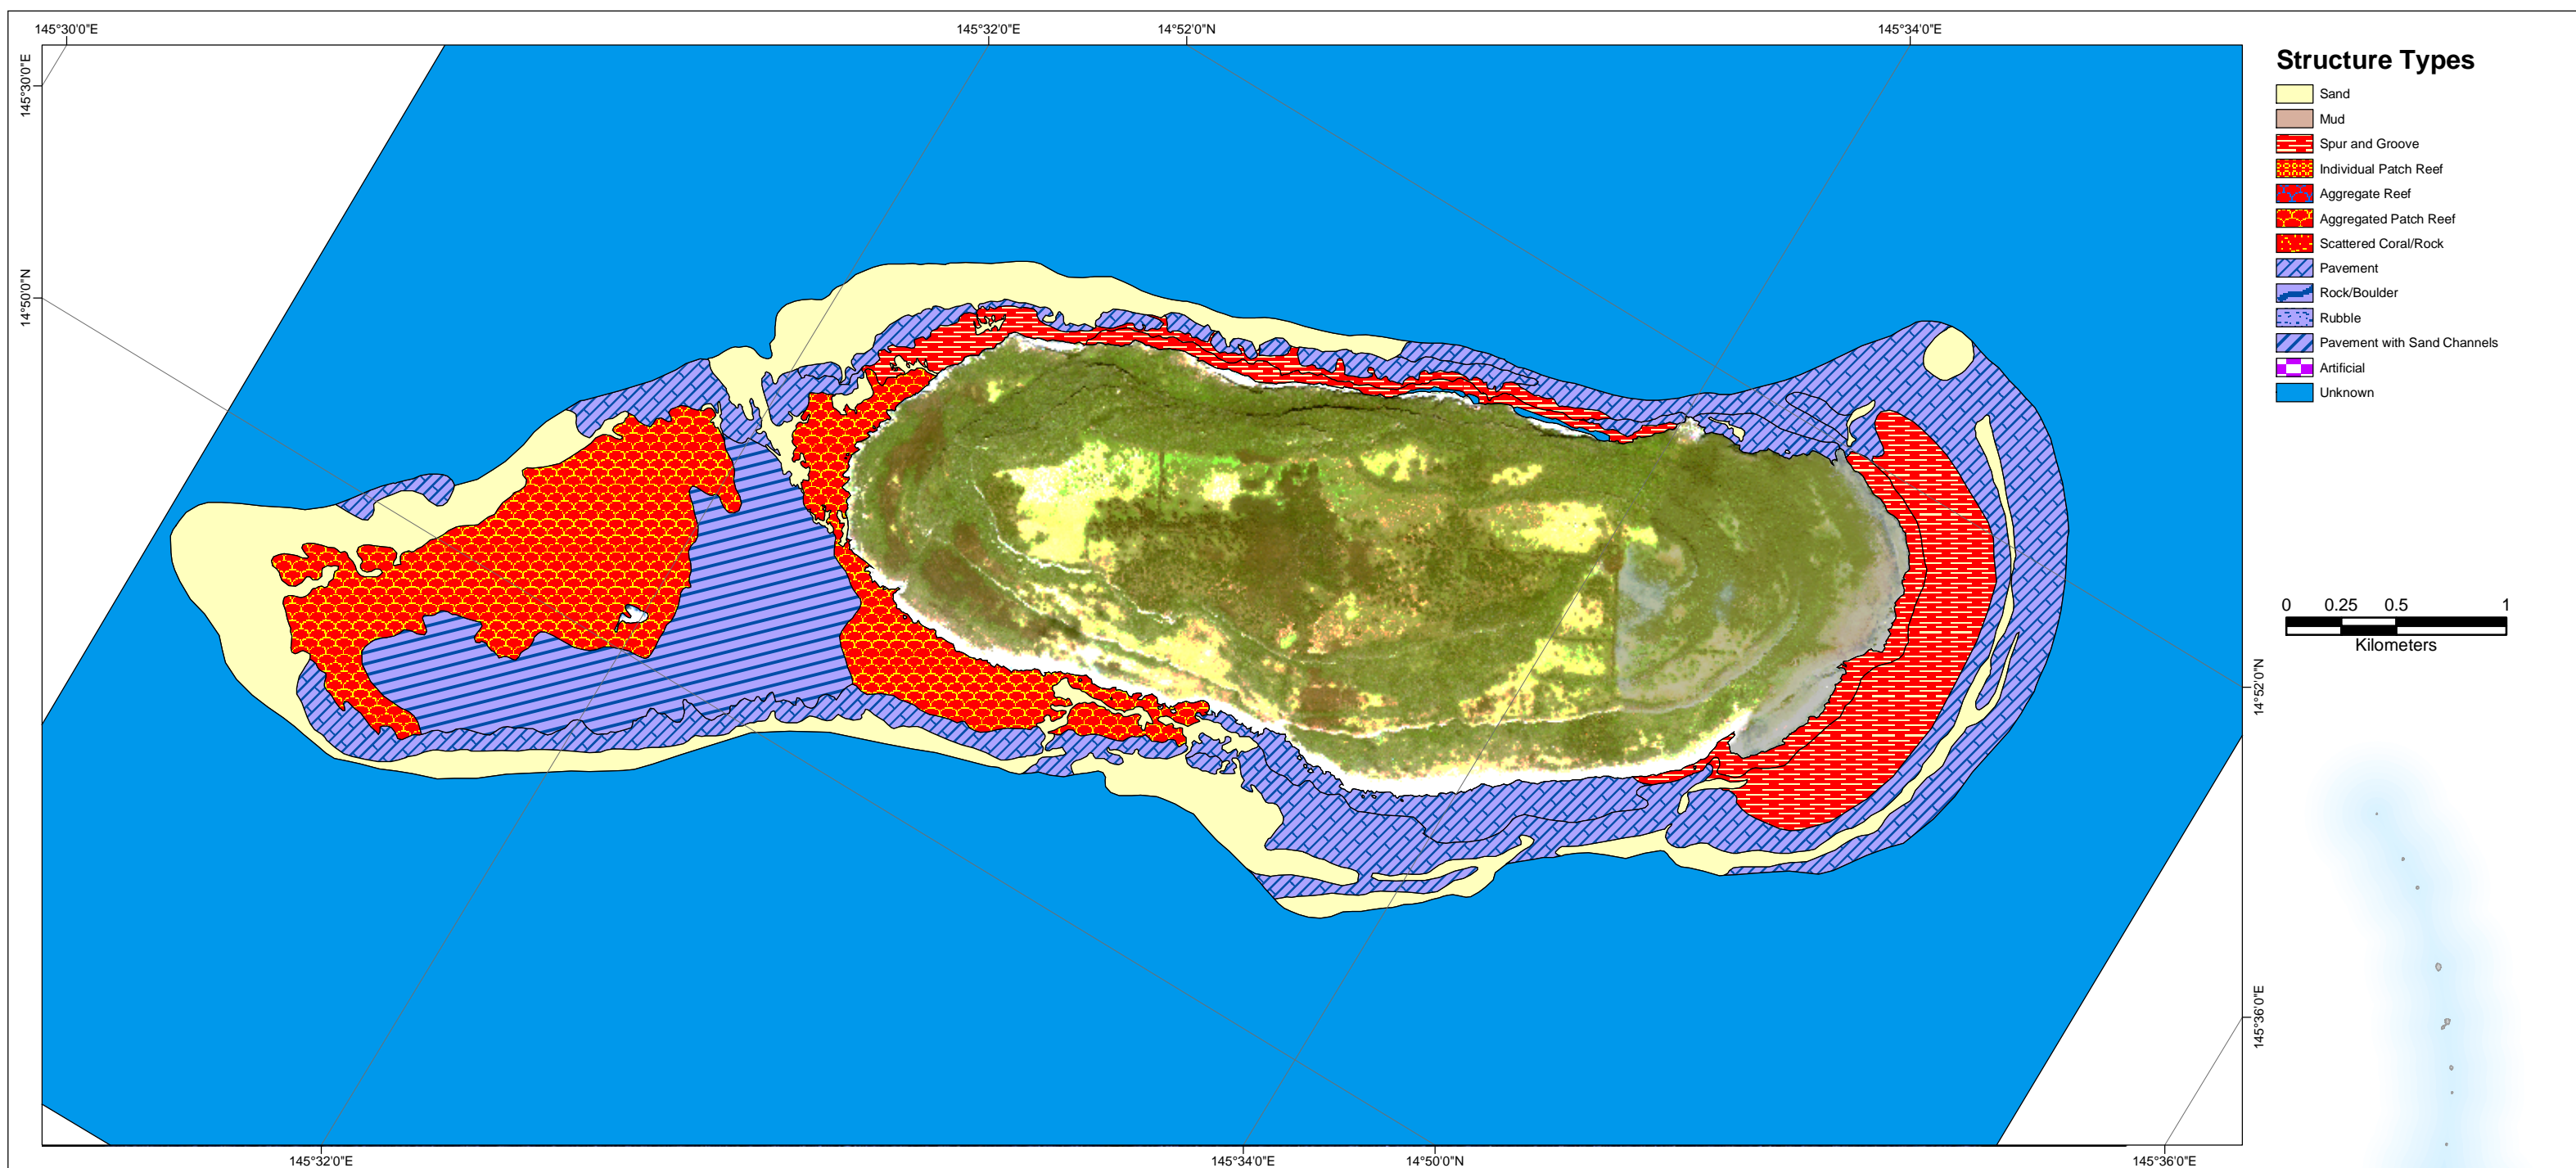 145°30'0"E
145°32'0"E
14°52'0"N
145°34'0"E
145°30'0"E
14°50'0"N
Structure Types
Sand
Mud
Spur and Groove
Individual Patch Reef
Aggregate Reef
Aggregated Patch Reef
Scattered Coral/Rock
Pavement
Rock/Boulder
Rubble
Pavement with Sand Channels
Artificial
Unknown
0 0.25 0.5 1
Kilometers
14°52'0"N
145°36'0"E
145°32'0"E
145°34'0"E
14°50'0"N
145°36'0"E